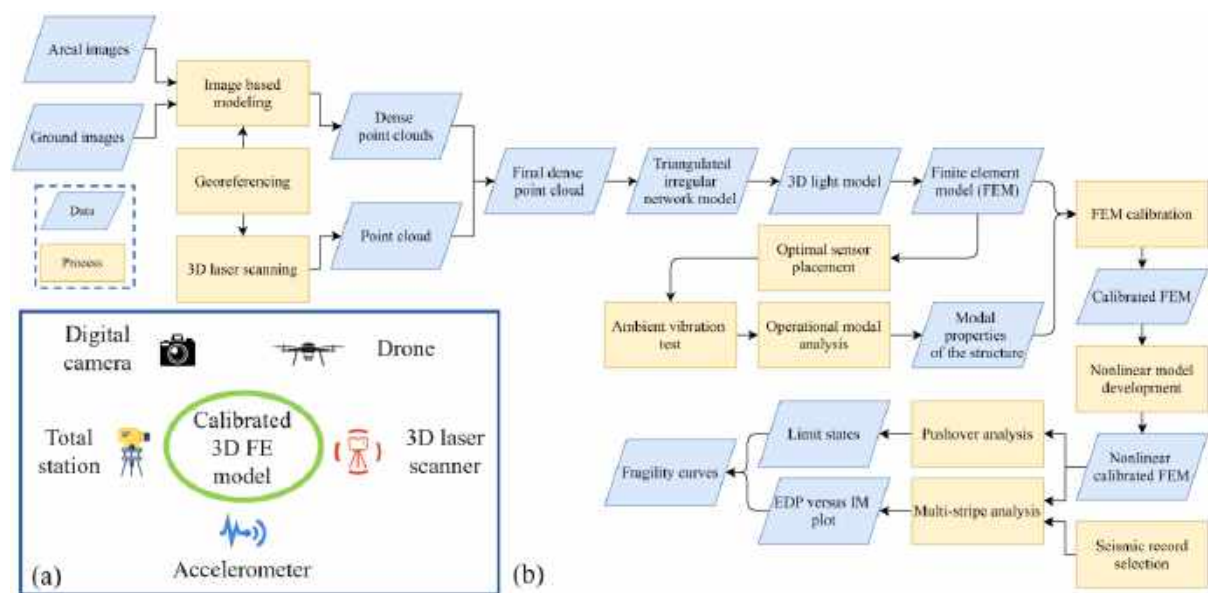 Areal images
Ground images
Data
Process
Image based
modeling
Georeferencing
3D laser scanning
Dense
point clouds
Point cloud
Final dense
point cloud
Triangulated
irregular
network model
3D light model
Finite element
model (FEM)
FEM calibration
Optimal sensor
placement
Ambient vibration
test
Operational modal
analysis
Modal
properties
of the structure
Calibrated FEM
Nonlinear model
development
Nonlinear
calibrated FEM
Pushover analysis
Limit states
Fragility curves
EDP versus IM
plot
Multi-stripe analysis
Seismic record
selection
Digital
camera
Drone
Total
station
Calibrated
3D FE
model
3D laser
scanner
Accelerometer
(a)
(b)